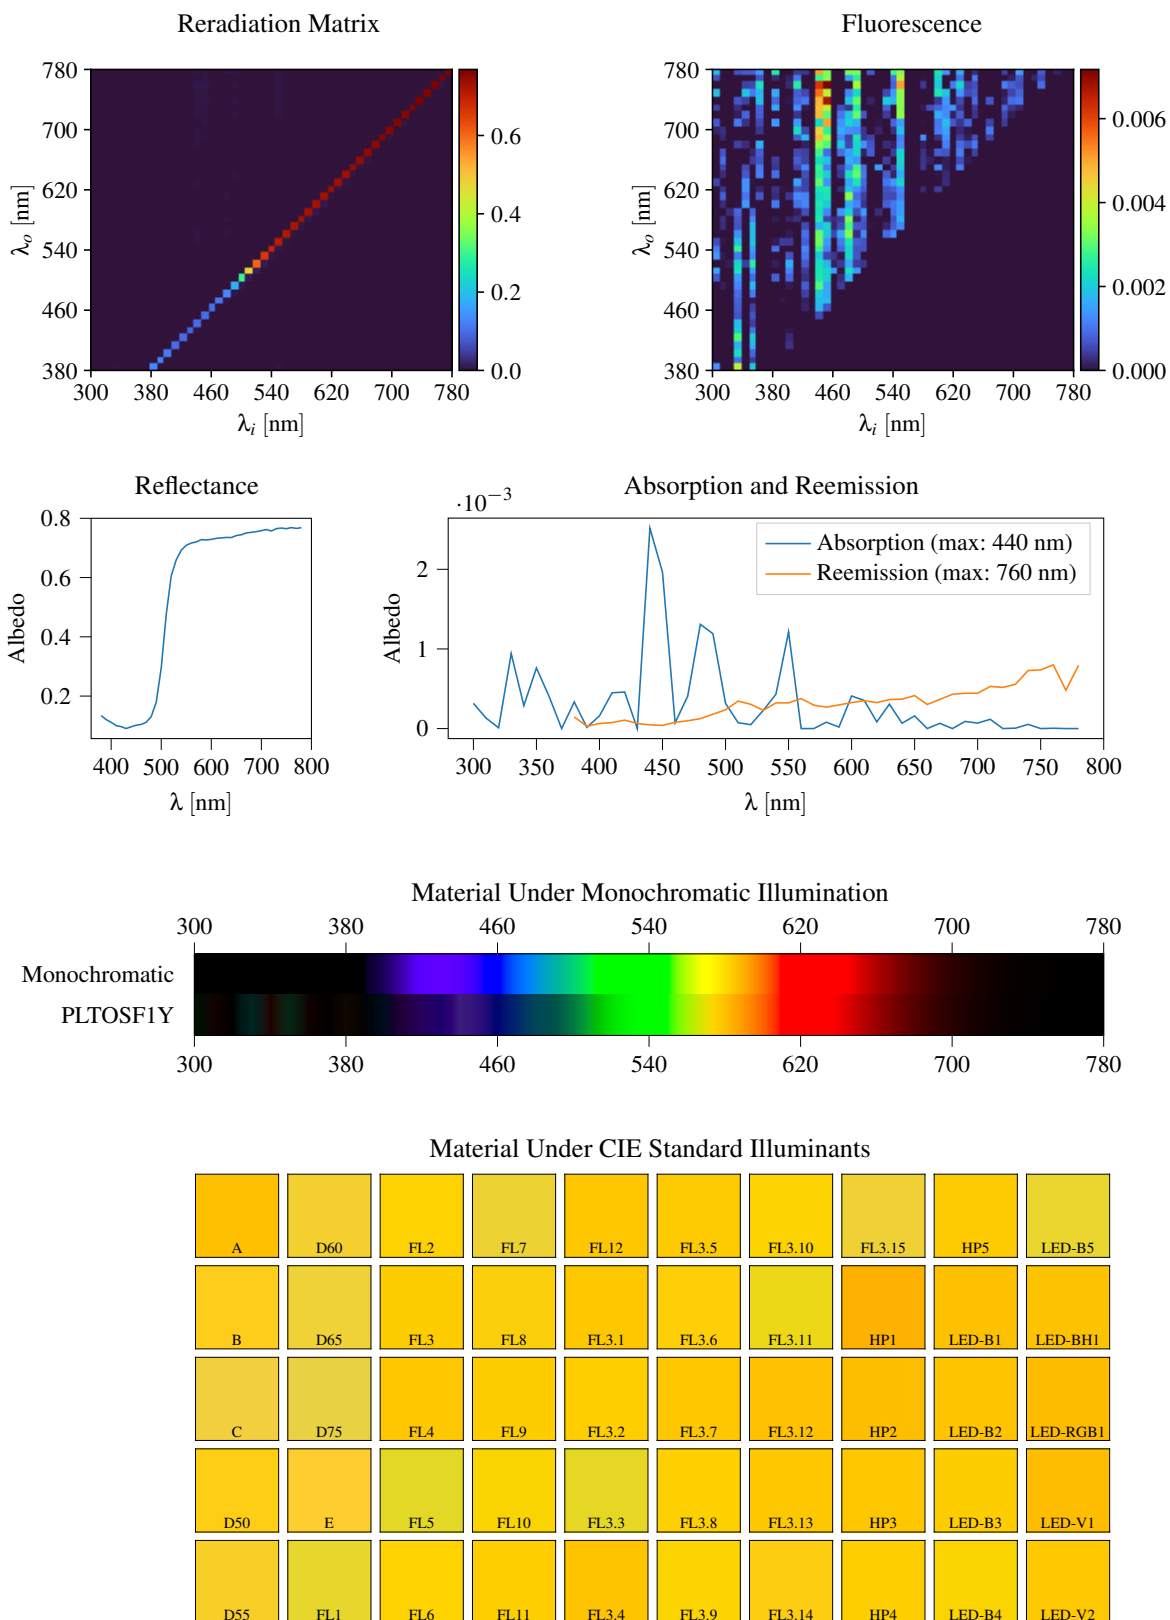 Reradiation Matrix
Fluorescence
780
700
620
540
460
380
λo [nm]
300 380 460 540 620 700 780
λi [nm]
0.6
0.4
0.2
0.0
780
700
620
540
460
380
λo [nm]
300 380 460 540 620 700 780
λi [nm]
0.006
0.004
0.002
0.000
Reflectance
0.8
0.6
0.4
0.2
Albedo
400 500 600 700 800
λ [nm]
Absorption and Reemission
·10−3
2
1
0
Albedo
Absorption (max: 440 nm)
Reemission (max: 760 nm)
300 350 400 450 500 550 600 650 700 750 800
λ [nm]
Material Under Monochromatic Illumination
300 380 460 540 620 700 780
Monochromatic
PLTOSF1Y
300 380 460 540 620 700 780
Material Under CIE Standard Illuminants
A D60 FL2 FL7 FL12 FL3.5 FL3.10 FL3.15 HP5 LED-B5
B D65 FL3 FL8 FL3.1 FL3.6 FL3.11 HP1 LED-B1 LED-BH1
C D75 FL4 FL9 FL3.2 FL3.7 FL3.12 HP2 LED-B2 LED-RGB1
D50 E FL5 FL10 FL3.3 FL3.8 FL3.13 HP3 LED-B3 LED-V1
D55 FL1 FL6 FL11 FL3.4 FL3.9 FL3.14 HP4 LED-B4 LED-V2